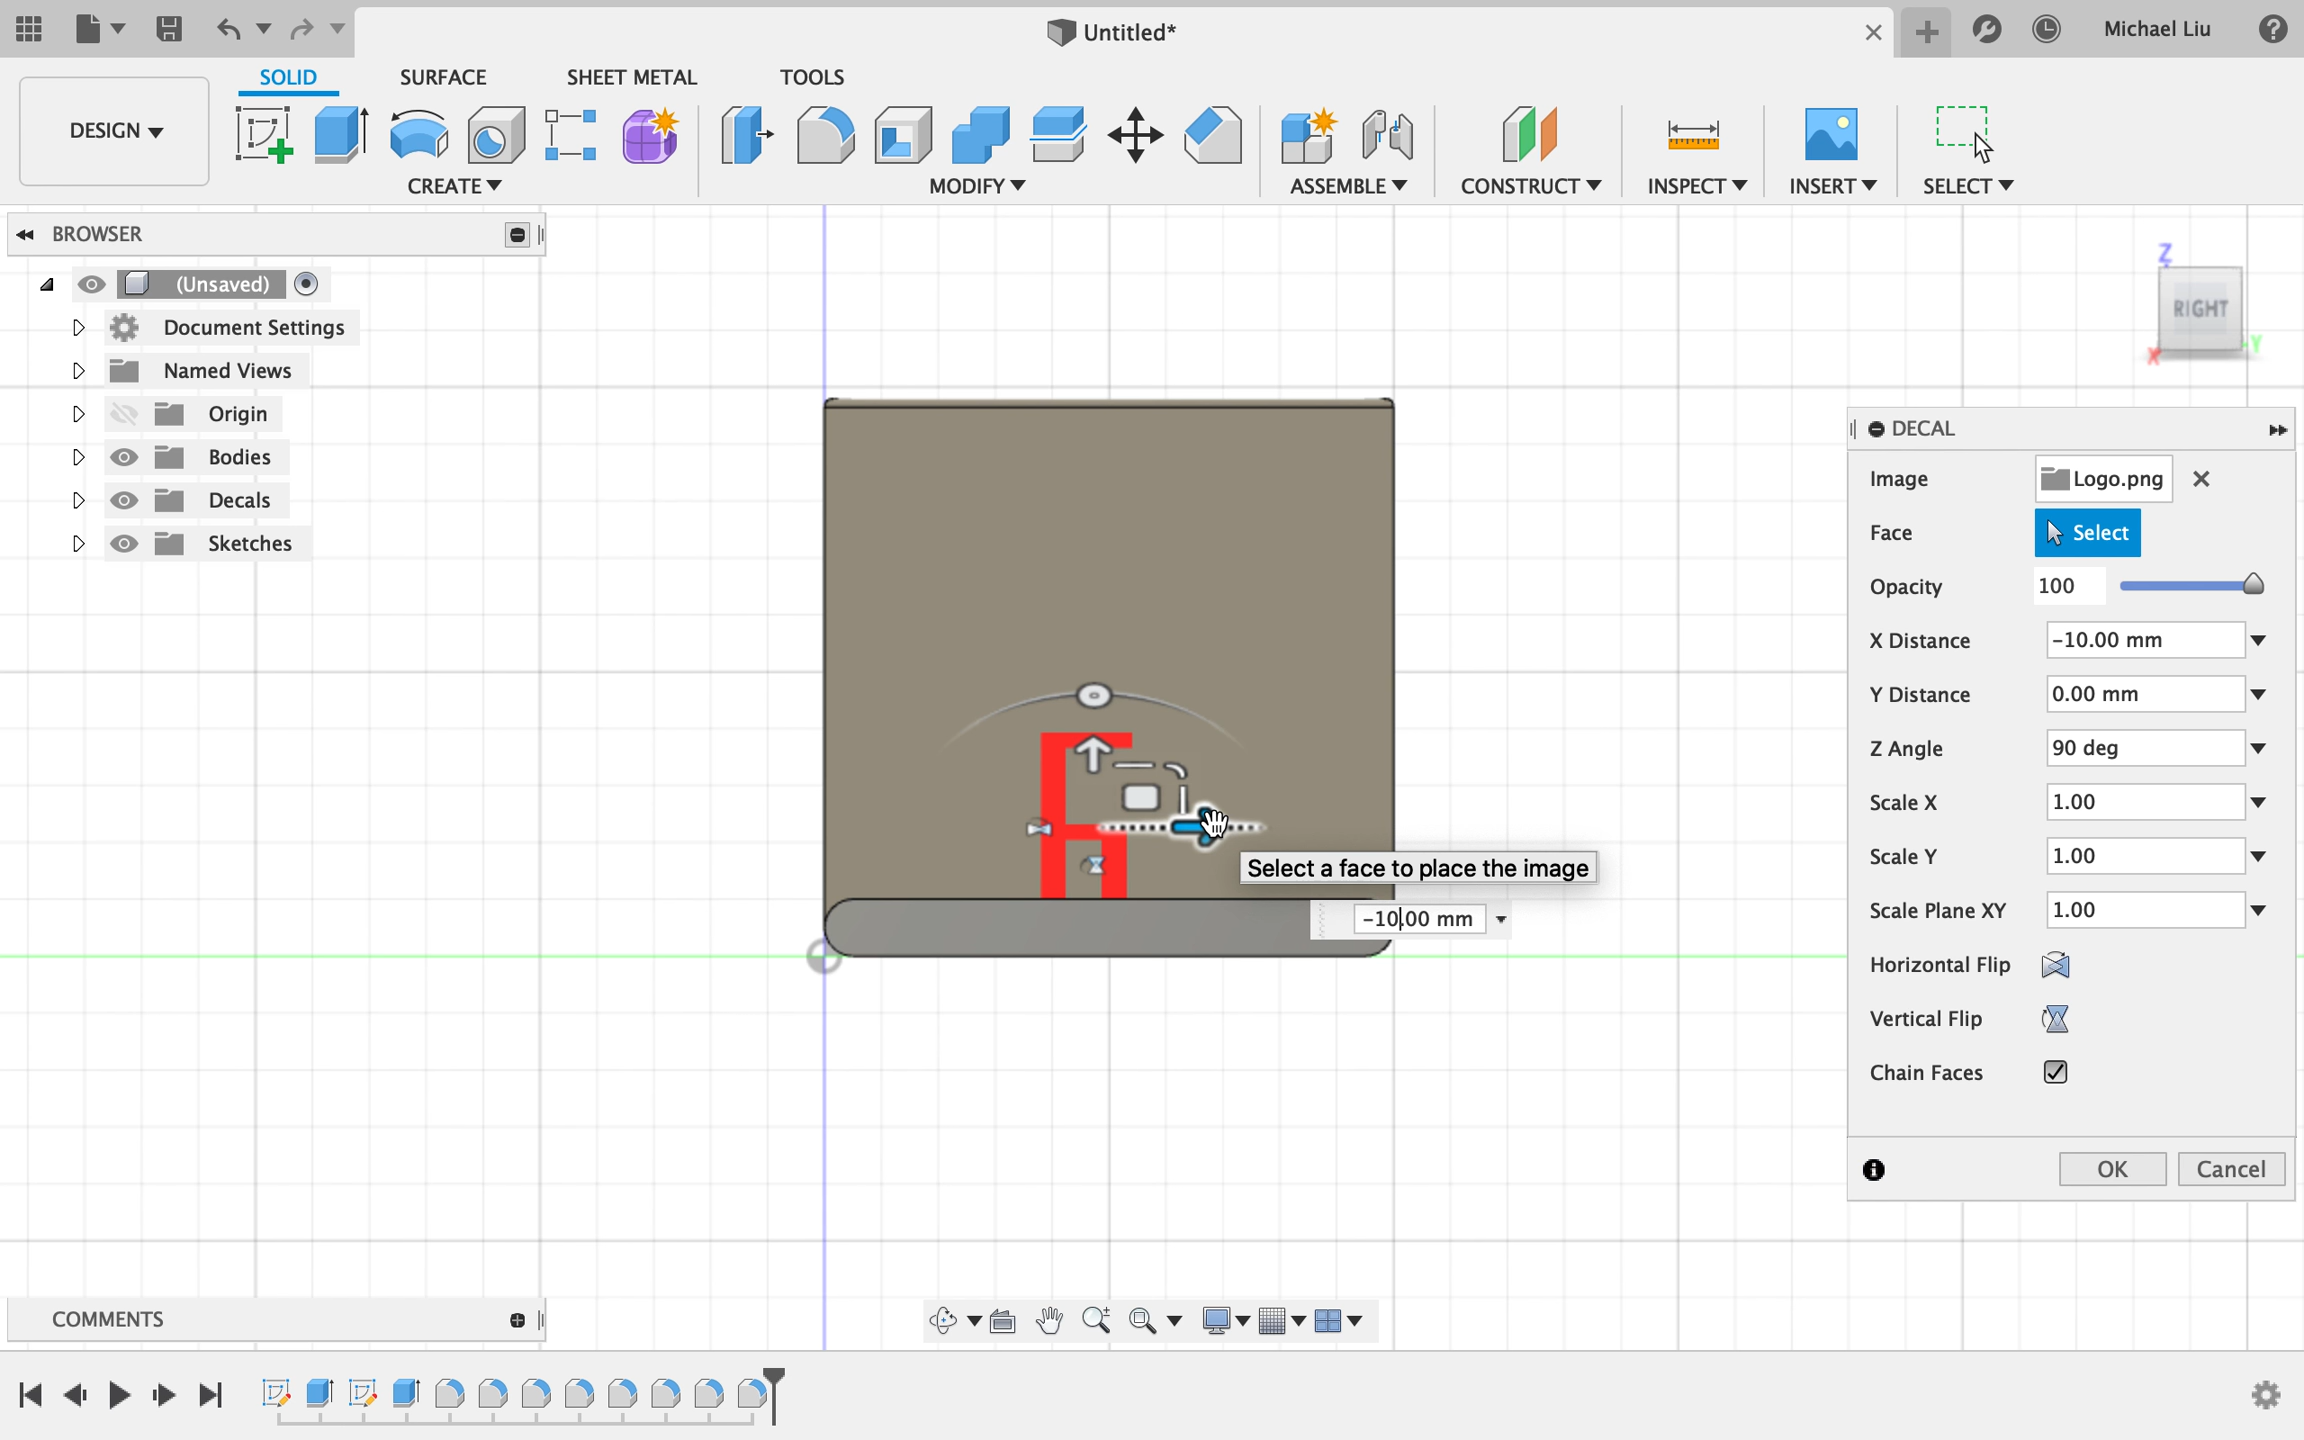 Untitled*
Michael Liu
DESIGN
SOLID
SURFACE
SHEET METAL
TOOLS
CREATE
MODIFY
ASSEMBLE
CONSTRUCT
INSPECT
INSERT
SELECT
BROWSER
(Unsaved)
Document Settings
Named Views
Origin
Bodies
Decals
Sketches
Z
RIGHT
X
Y
DECAL
Image
Logo.png
Face
Select
Opacity
100
X Distance
-10.00 mm
Y Distance
0.00 mm
Z Angle
90 deg
Scale X
1.00
Scale Y
1.00
Scale Plane XY
1.00
Horizontal Flip
Vertical Flip
Chain Faces
OK
Cancel
Select a face to place the image
-10.00 mm
COMMENTS